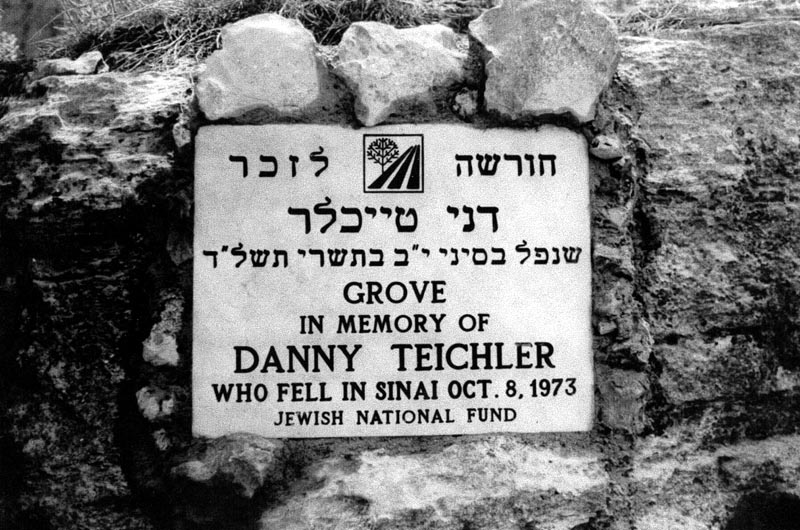 חורשה לזכר
דני טייכלר
שנפל בסיני י"ב בתשרי תשל"ד
GROVE
IN MEMORY OF
DANNY TEICHLER
WHO FELL IN SINAI OCT. 8, 1973
JEWISH NATIONAL FUND